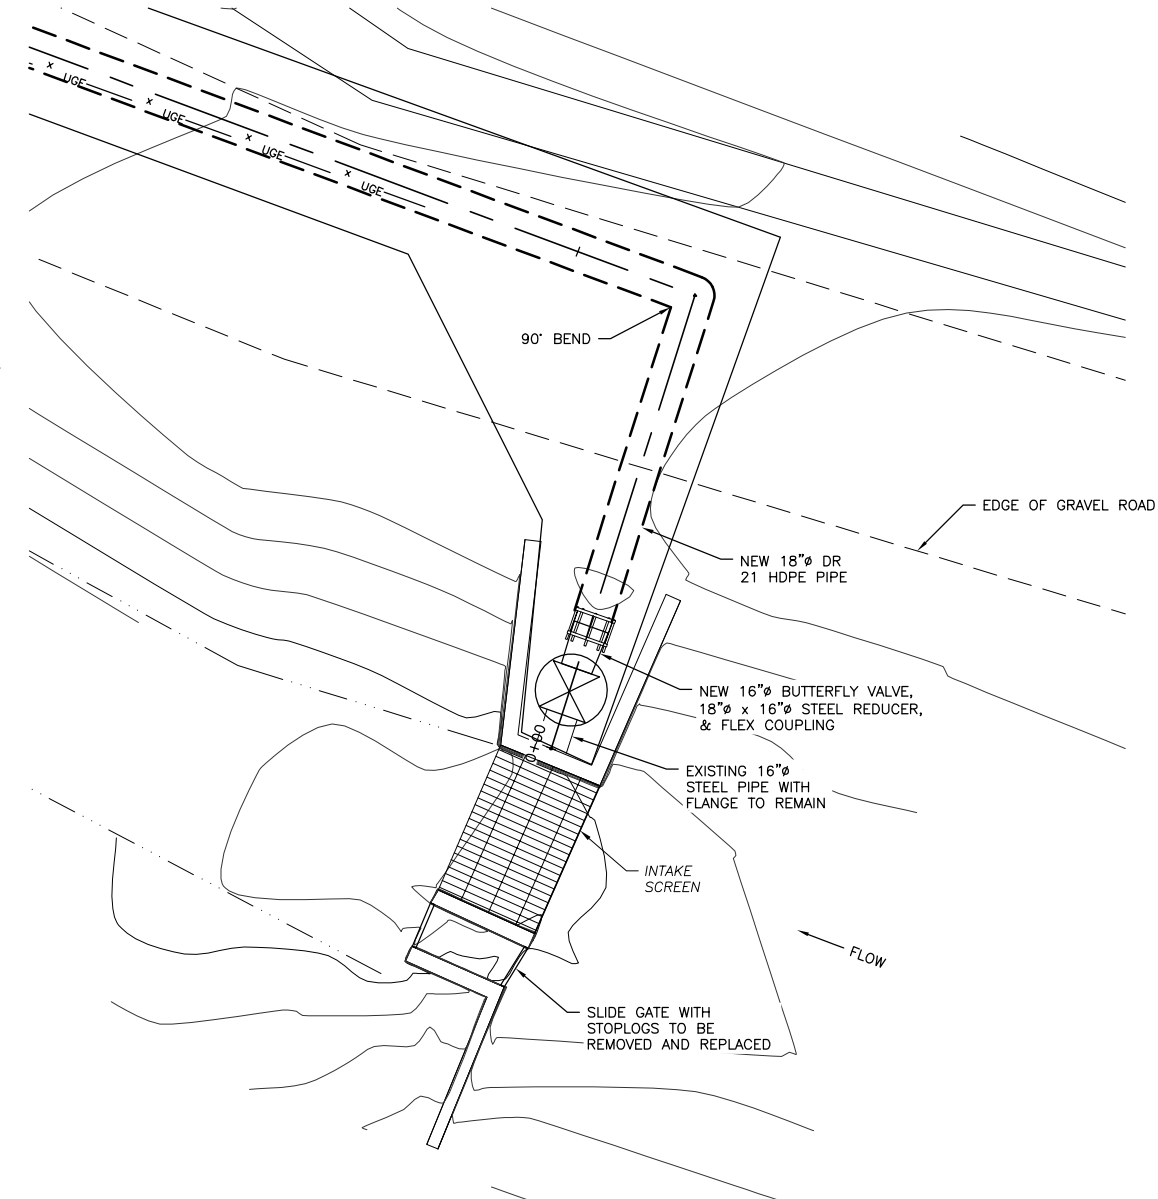 x UGE
x UGE
x UGE
x UGE
90° BEND
EDGE OF GRAVEL ROAD
NEW 18"ø DR
21 HDPE PIPE
NEW 16"ø BUTTERFLY VALVE,
18"ø x 16"ø STEEL REDUCER,
& FLEX COUPLING
0+00
EXISTING 16"ø
STEEL PIPE WITH
FLANGE TO REMAIN
INTAKE
SCREEN
FLOW
SLIDE GATE WITH
STOPLOGS TO BE
REMOVED AND REPLACED